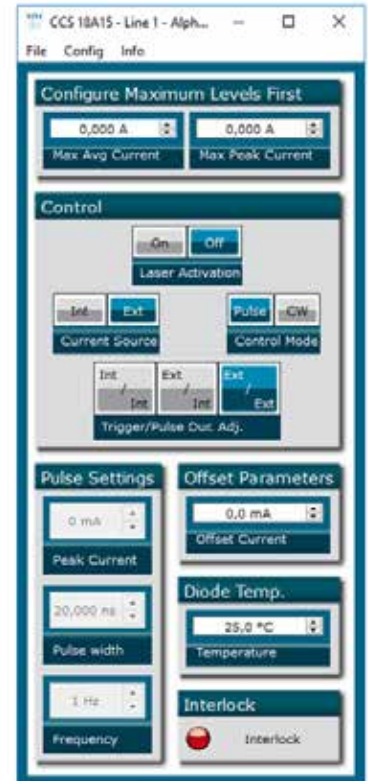 CCS 18A15 - Line 1 - Alph...
File Config Info
Configure Maximum Levels First
0,000 A 0,000 A
Max Avg Current Max Peak Current
Control
On Off
Laser Activation
Int Ext Pulse CW
Current Source Control Mode
Int / Int Ext / Int Ext / Ext
Trigger/Pulse Dur. Adj.
Pulse Settings
0 mA
Peak Current
20,000 ns
Pulse width
1 Hz
Frequency
Offset Parameters
0,0 mA
Offset Current
Diode Temp.
25,0 °C
Temperature
Interlock
Interlock